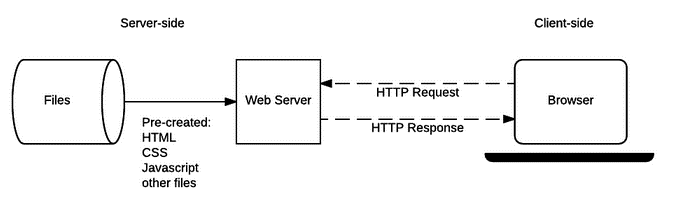 Server-side
Client-side
Files
Web Server
Browser
HTTP Request
HTTP Response
Pre-created:
HTML
CSS
Javascript
other files